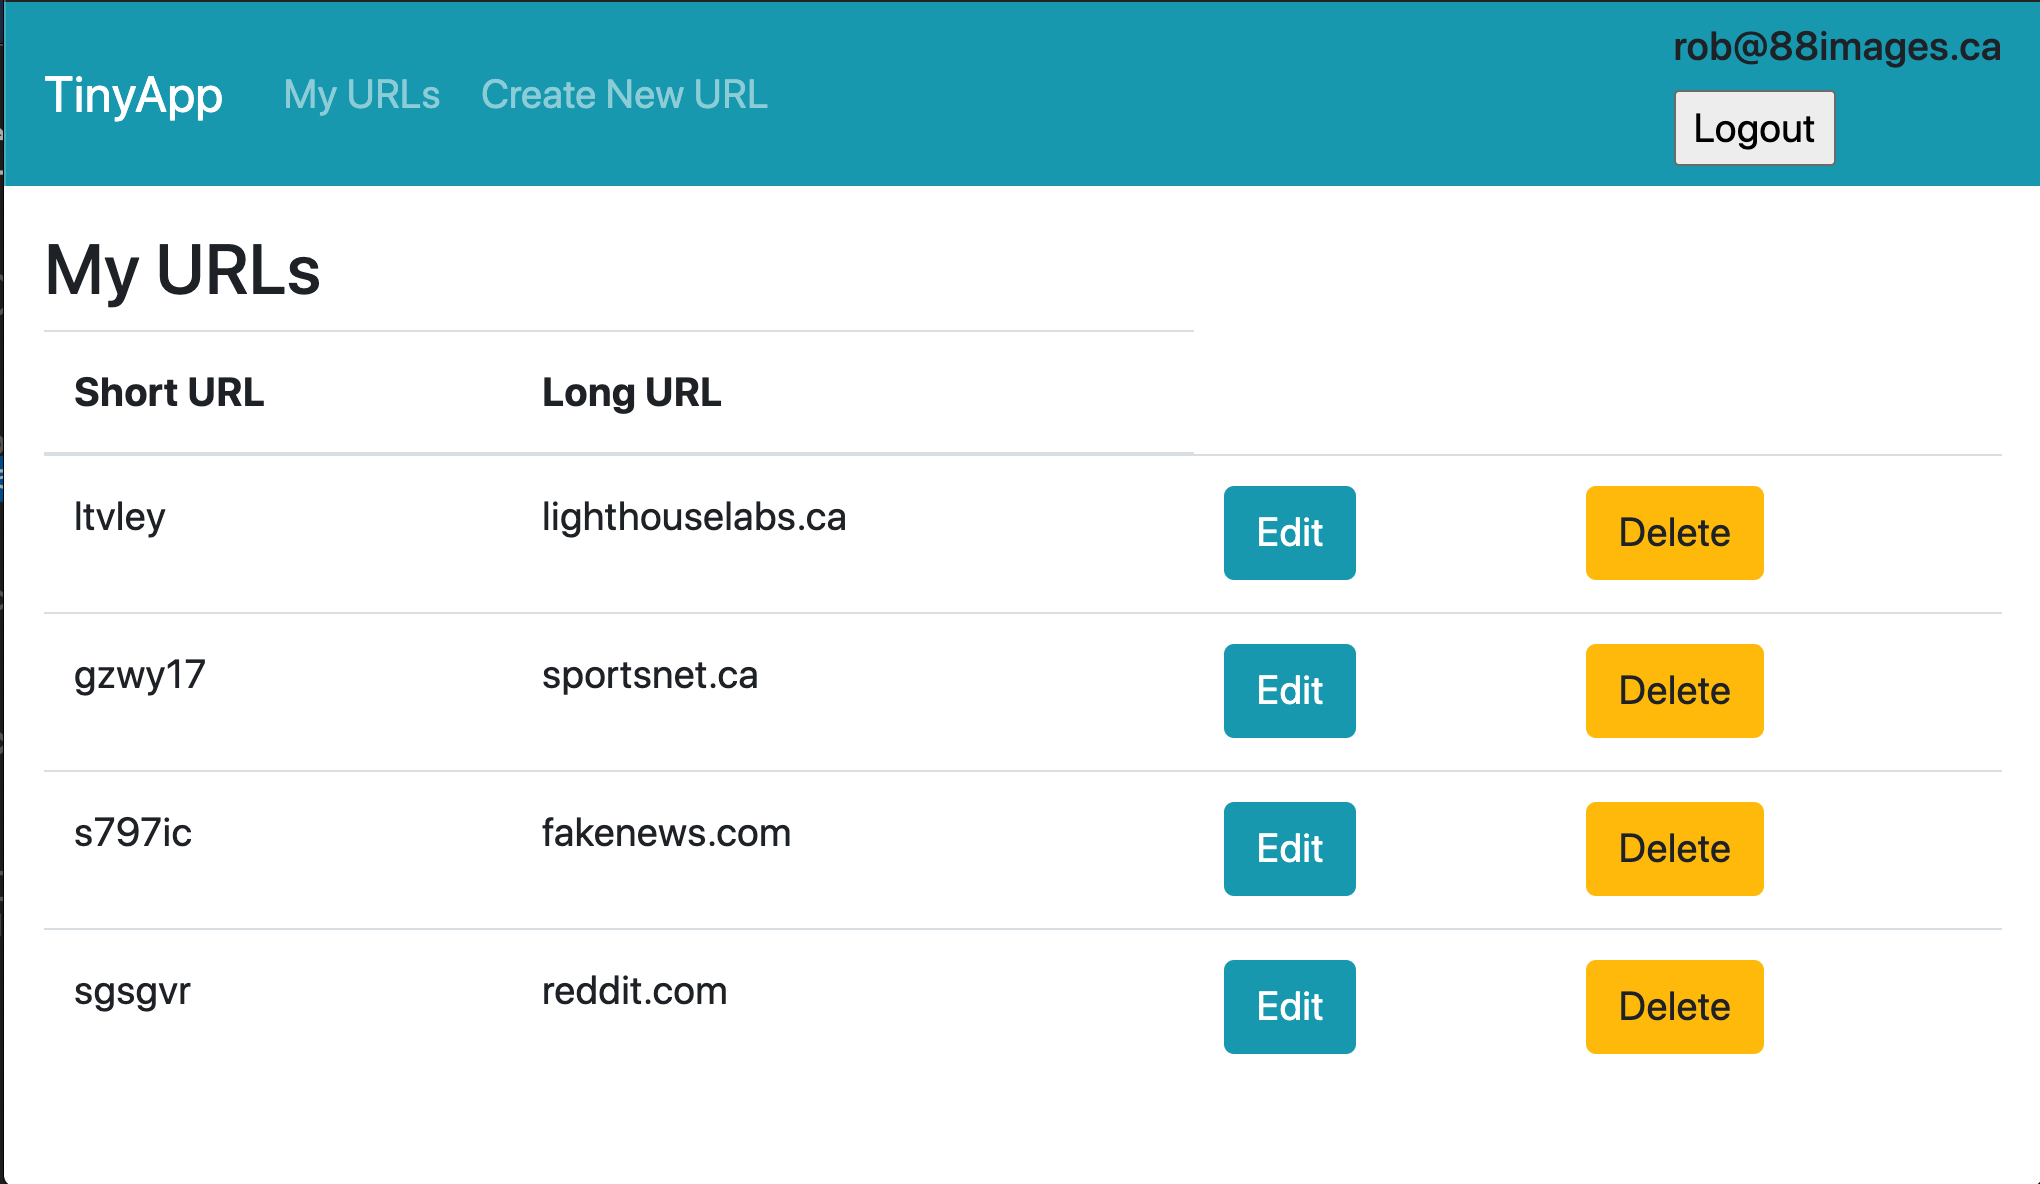 rob@88images.ca
TinyApp My URLs Create New URL
Logout
My URLs
Short URL Long URL
ltvley lighthouselabs.ca Edit Delete
gzwy17 sportsnet.ca Edit Delete
s797ic fakenews.com Edit Delete
sgsgvr reddit.com Edit Delete